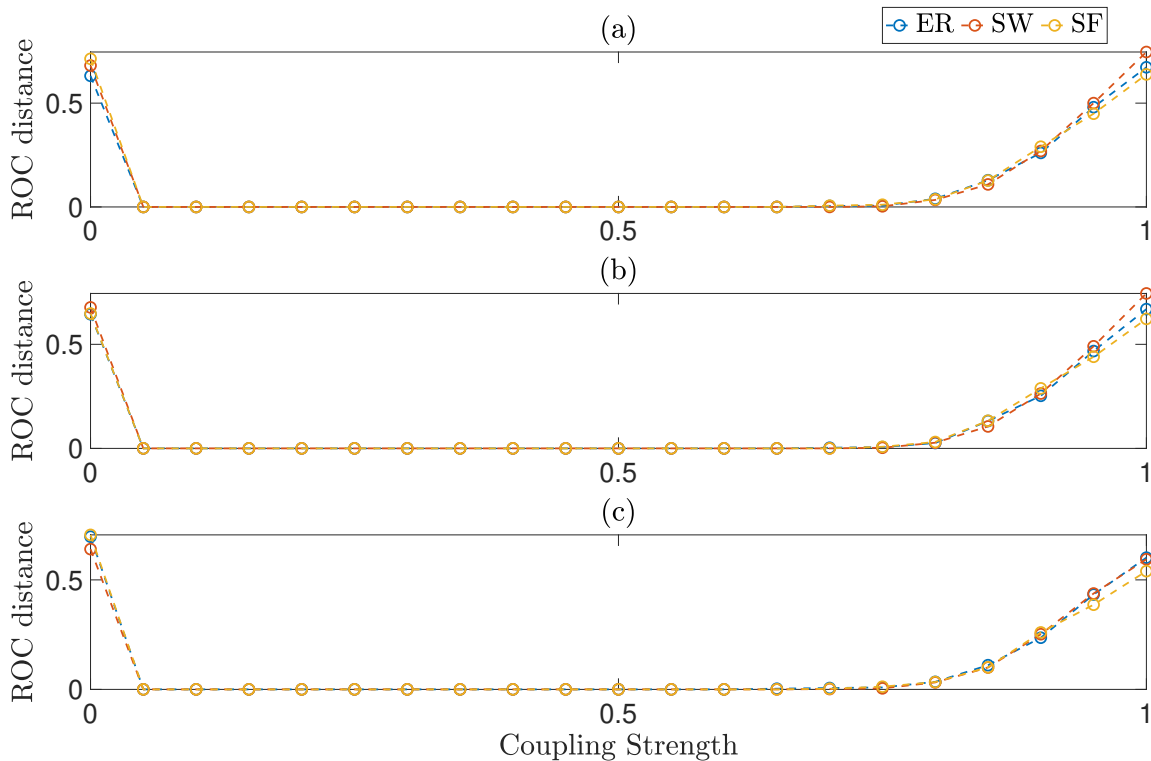 (a)
ER SW SF
ROC distance
0.5
0
0 0.5 1
(b)
ROC distance
0.5
0
0 0.5 1
(c)
ROC distance
0.5
0
0 0.5 1
Coupling Strength